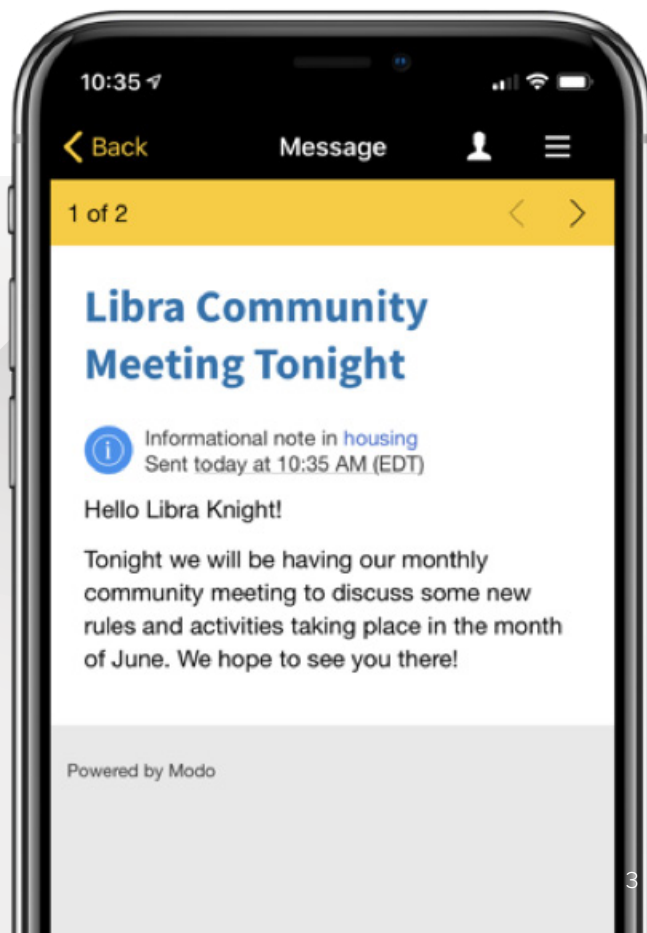 10:35
Back Message
1 of 2
Libra Community
Meeting Tonight
Informational note in housing
Sent today at 10:35 AM (EDT)
Hello Libra Knight!
Tonight we will be having our monthly
community meeting to discuss some new
rules and activities taking place in the month
of June. We hope to see you there!
Powered by Modo
3